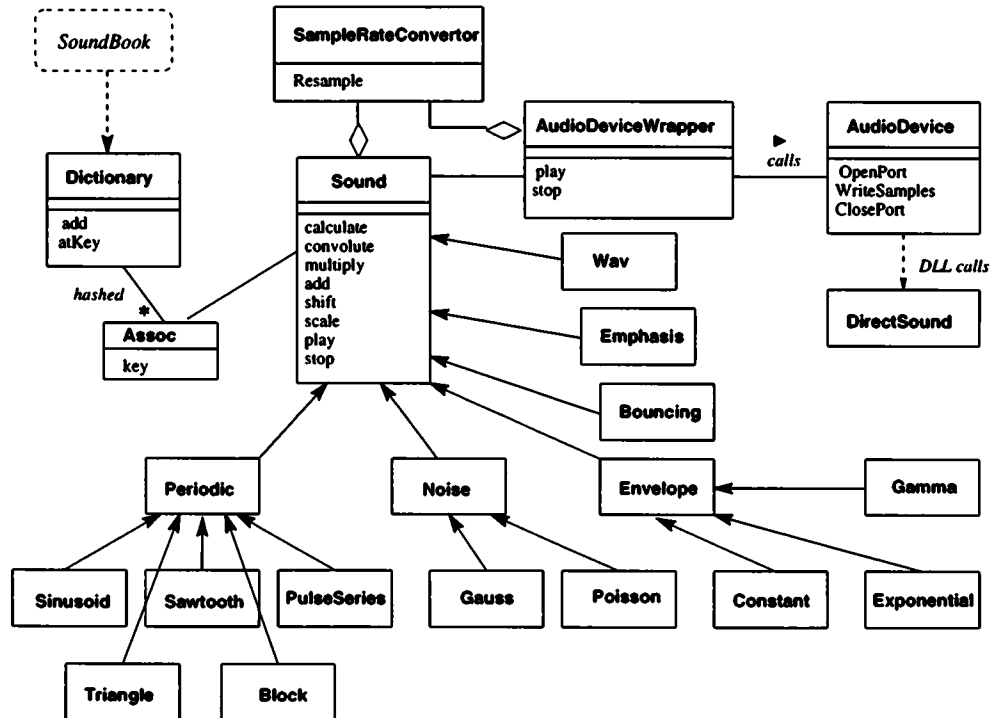 SoundBook
SampleRateConvertor
Resample
AudioDeviceWrapper
play
stop
calls
AudioDevice
OpenPort
WriteSamples
ClosePort
DLL calls
DirectSound
Dictionary
add
atKey
hashed
*
Assoc
key
Sound
calculate
convolute
multiply
add
shift
scale
play
stop
Wav
Emphasis
Bouncing
Periodic
Noise
Envelope
Gamma
Sinusoid
Sawtooth
PulseSeries
Gauss
Poisson
Constant
Exponential
Triangle
Block